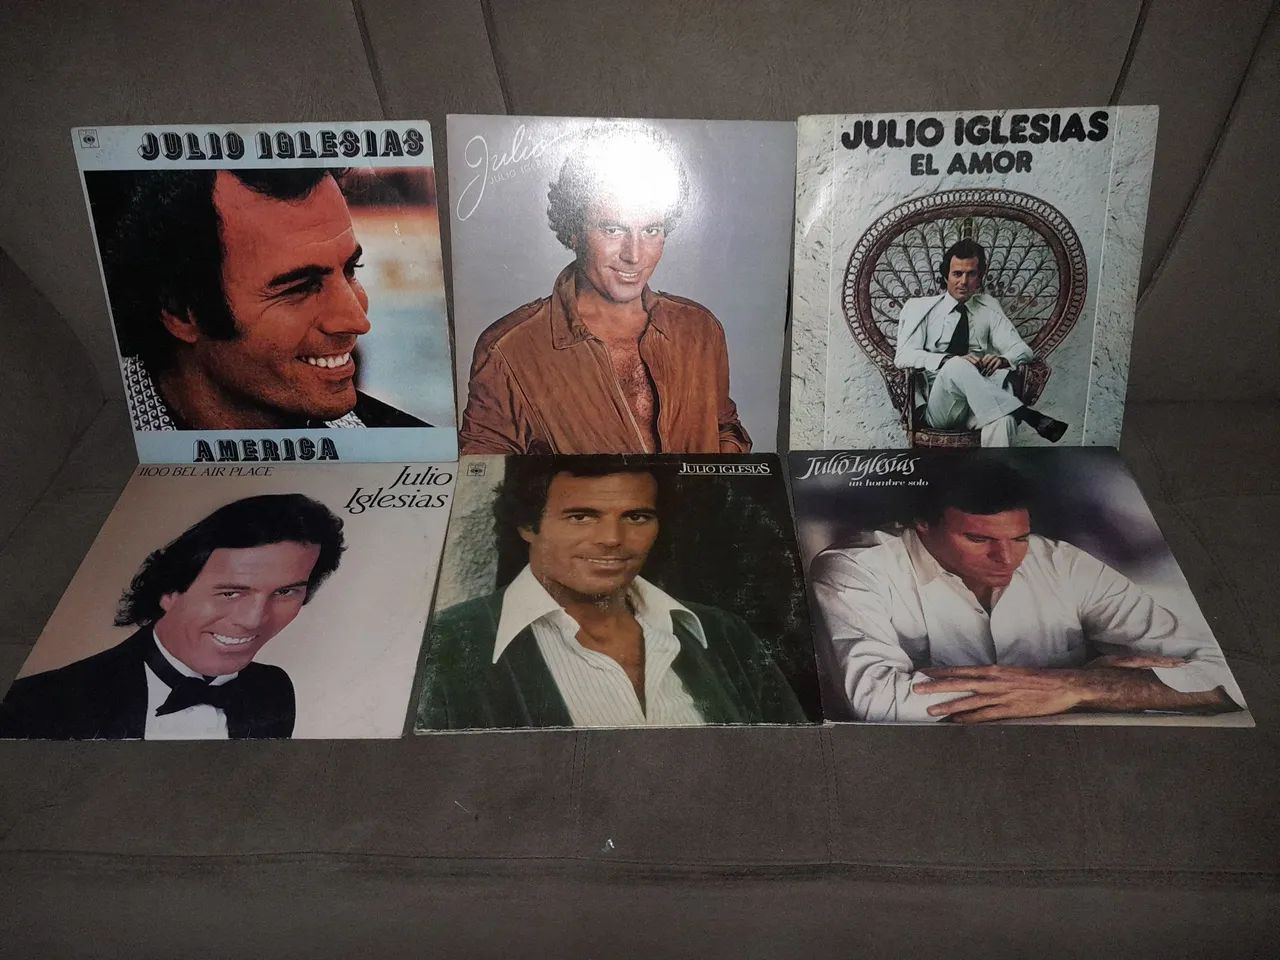 JULIO IGLESIAS
AMERICA
Julio
JULIO
JULIO IGLESIAS
EL AMOR
1100 BEL AIR PLACE
Julio
Iglesias
JULIO IGLESIAS
Julio Iglesias
un hombre solo